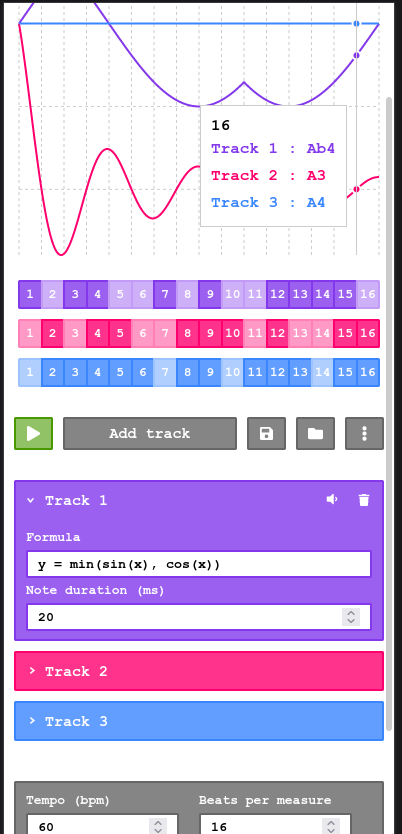 16
Track 1 : Ab4
Track 2 : A3
Track 3 : A4
1 2 3 4 5 6 7 8 9 10 11 12 13 14 15 16
1 2 3 4 5 6 7 8 9 10 11 12 13 14 15 16
1 2 3 4 5 6 7 8 9 10 11 12 13 14 15 16
Add track
Track 1
Formula
y = min(sin(x), cos(x))
Note duration (ms)
20
Track 2
Track 3
Tempo (bpm) Beats per measure
60 16